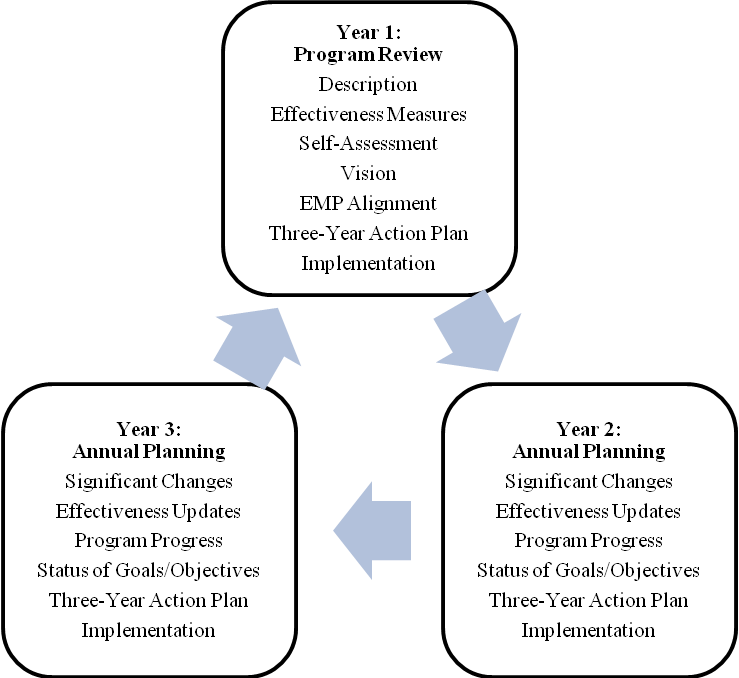 Year 1:
Program Review
Description
Effectiveness Measures
Self-Assessment
Vision
EMP Alignment
Three-Year Action Plan
Implementation
Year 3:
Annual Planning
Significant Changes
Effectiveness Updates
Program Progress
Status of Goals/Objectives
Three-Year Action Plan
Implementation
Year 2:
Annual Planning
Significant Changes
Effectiveness Updates
Program Progress
Status of Goals/Objectives
Three-Year Action Plan
Implementation